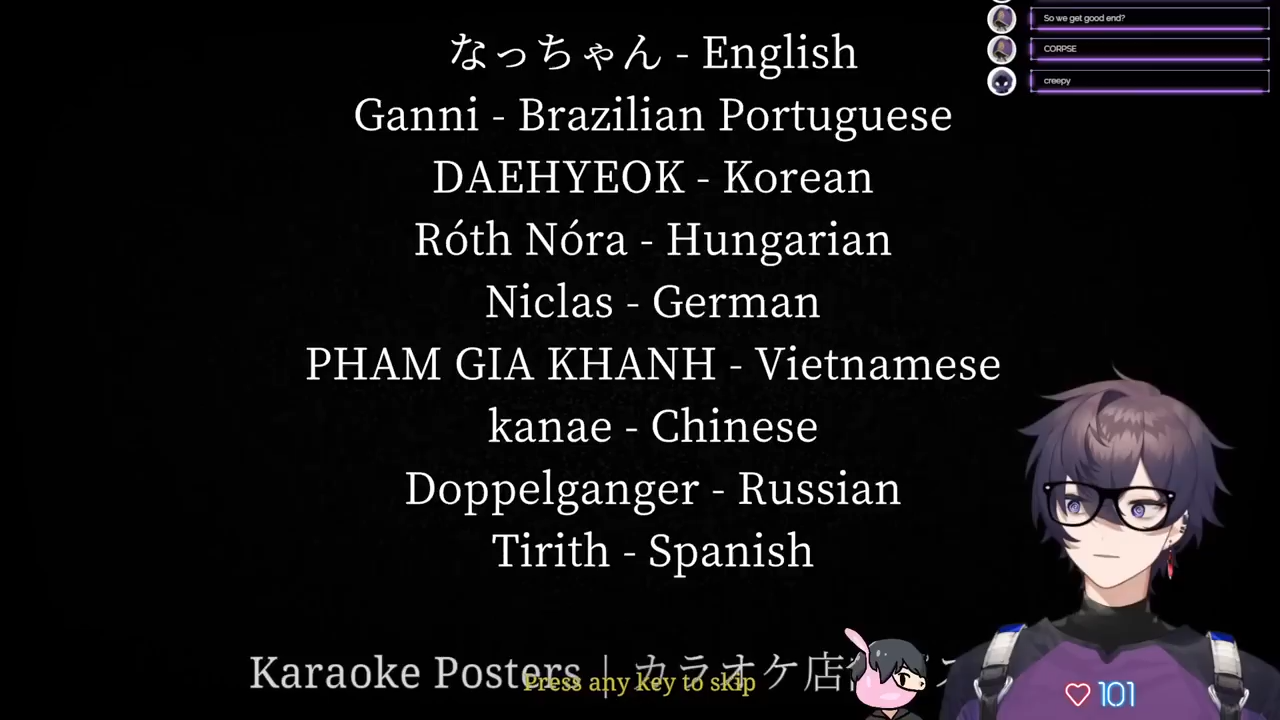 So we get good end?
CORPSE
creepy
なっちゃん - English
Ganni - Brazilian Portuguese
DAEHYEOK - Korean
Róth Nóra - Hungarian
Niclas - German
PHAM GIA KHANH - Vietnamese
kanae - Chinese
Doppelganger - Russian
Tirith - Spanish
Karaoke Posters | カラオケ店
Press any key to skip
101